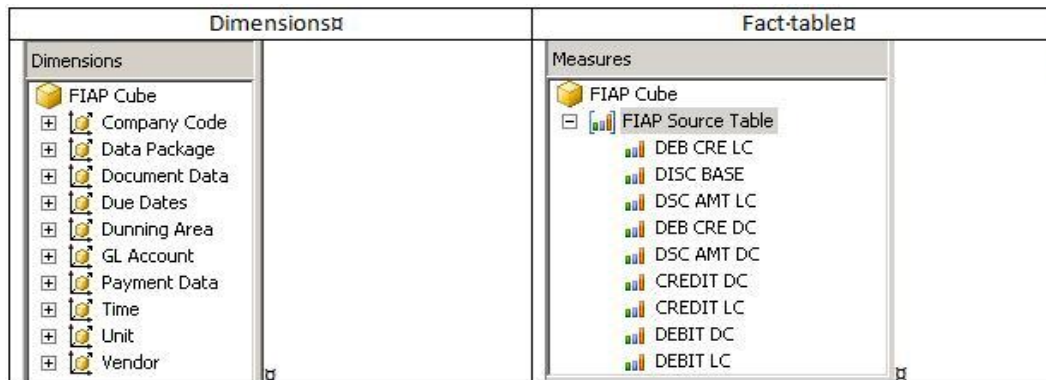 Dimensions¤
Fact·table¤
Dimensions
FIAP Cube
Company Code
Data Package
Document Data
Due Dates
Dunning Area
GL Account
Payment Data
Time
Unit
Vendor
¤
Measures
FIAP Cube
FIAP Source Table
DEB CRE LC
DISC BASE
DSC AMT LC
DEB CRE DC
DSC AMT DC
CREDIT DC
CREDIT LC
DEBIT DC
DEBIT LC
¤